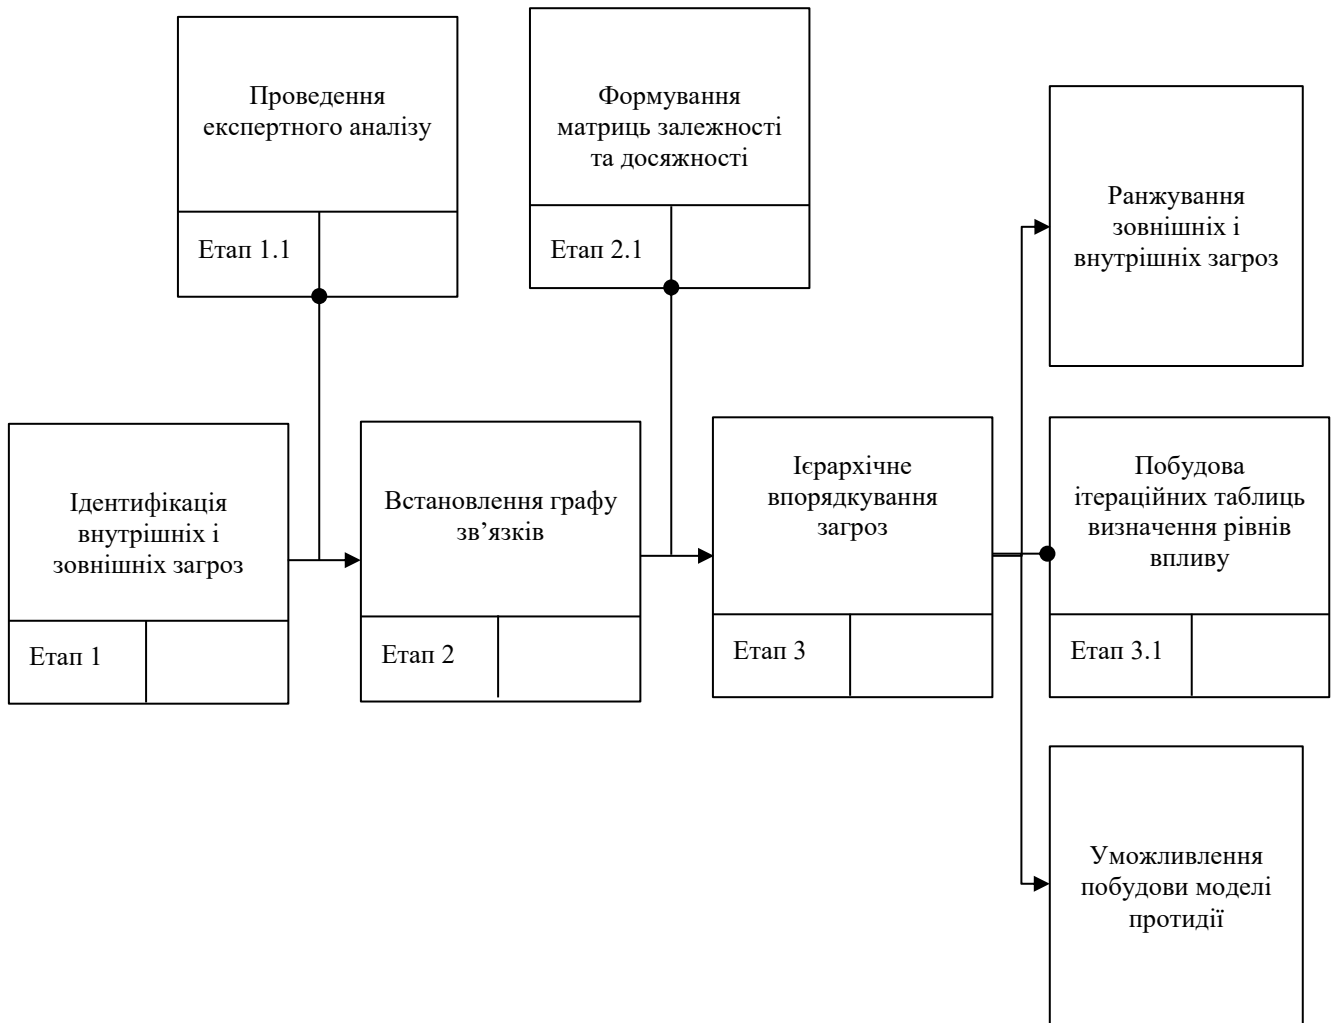 Проведення
експертного аналізу
Етап 1.1
Формування
матриць залежності
та досяжності
Етап 2.1
Ранжування
зовнішніх і
внутрішніх загроз
Ідентифікація
внутрішніх і
зовнішніх загроз
Етап 1
Встановлення графу
зв’язків
Етап 2
Ієрархічне
впорядкування
загроз
Етап 3
Побудова
ітераційних таблиць
визначення рівнів
впливу
Етап 3.1
Уможливлення
побудови моделі
протидії